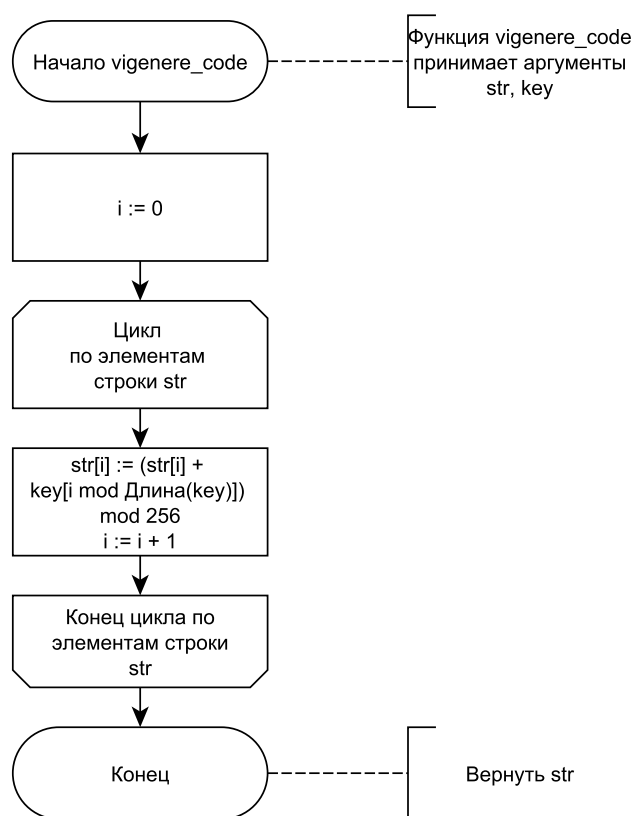 Начало vigenere_code
Функция vigenere_code
принимает аргументы
str, key
i := 0
Цикл
по элементам
строки str
str[i] := (str[i] +
key[i mod Длина(key)])
mod 256
i := i + 1
Конец цикла по
элементам строки
str
Конец
Вернуть str